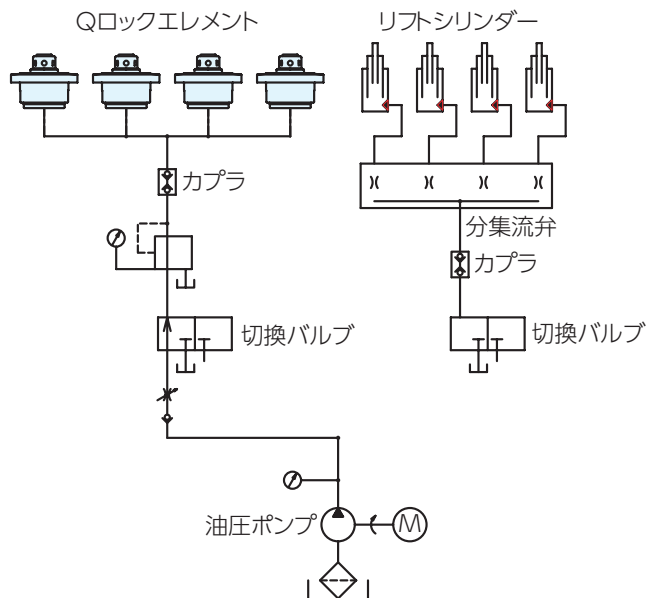 Qロックエレメント
リフトシリンダー
カプラ
分集流弁
カプラ
切換バルブ
切換バルブ
油圧ポンプ
M